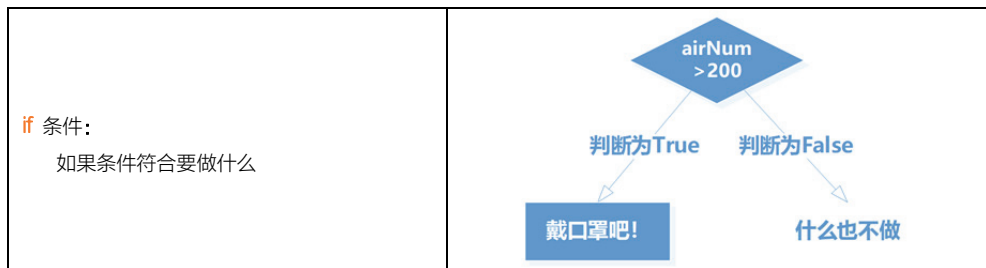 if 条件：
如果条件符合要做什么
airNum
>200
判断为True 判断为False
戴口罩吧！ 什么也不做